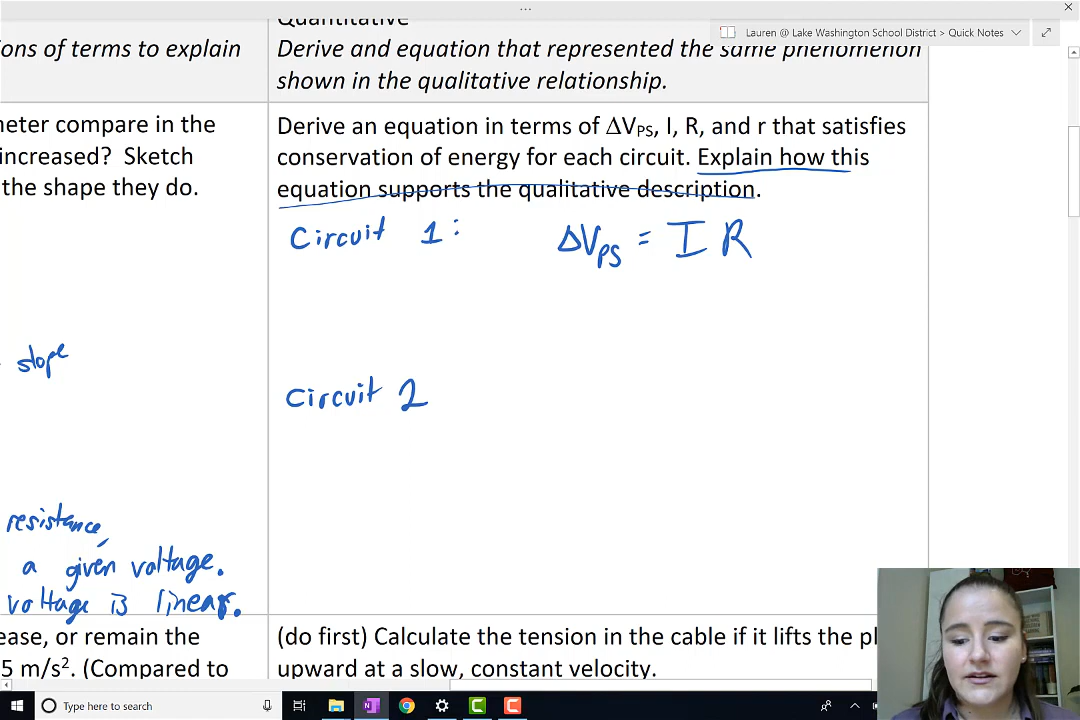 ...
Quantitative
Lauren @ Lake Washington School District > Quick Notes
ons of terms to explain
Derive and equation that represented the same phenomenon
shown in the qualitative relationship.
neter compare in the
increased? Sketch
the shape they do.
Derive an equation in terms of ΔVPS, I, R, and r that satisfies
conservation of energy for each circuit. Explain how this
equation supports the qualitative description.
Circuit 1: ΔVPS = IR
slope
Circuit 2
resistance,
a given voltage.
voltage is linear.
ease, or remain the
5 m/s². (Compared to
(do first) Calculate the tension in the cable if it lifts the pl
upward at a slow, constant velocity.
Type here to search